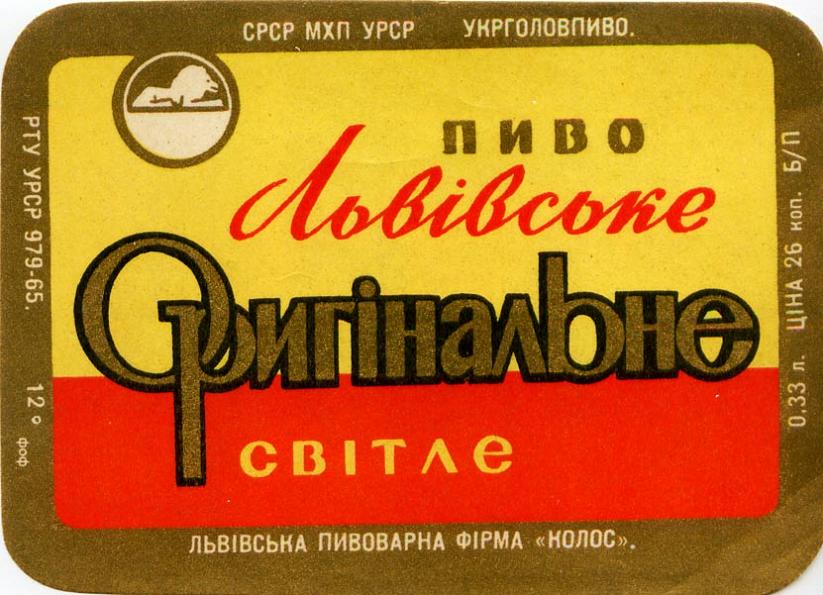 СРСР МХП УРСР УКРГОЛОВПИВО.
ПИВО
Львівське
Оригінальне
СВІТЛе
ЛЬВІВСЬКА ПИВОВАРНА ФІРМА «КОЛОС».
РТУ УРСР 979-65. 12°
фоф
0,33 л. ЦІНА 26 коп. Б/П